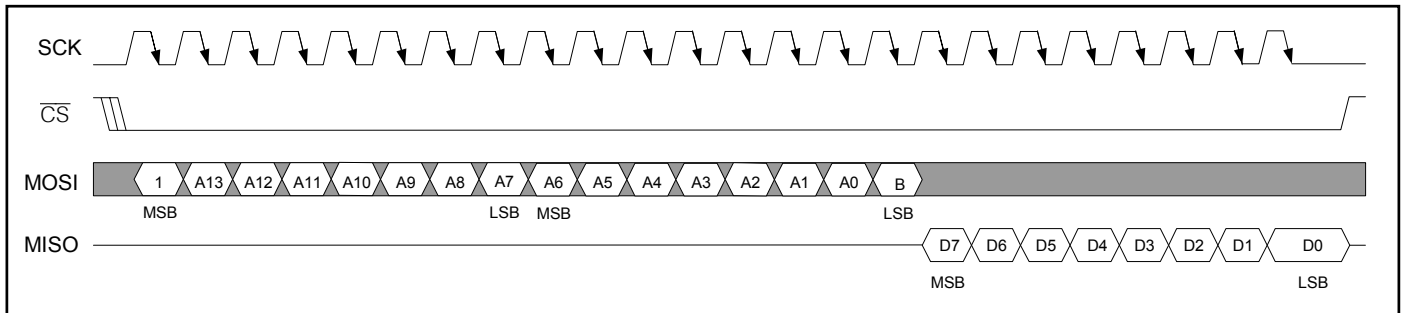 SCK
CS
MOSI 1 A13 A12 A11 A10 A9 A8 A7 A6 A5 A4 A3 A2 A1 A0 B
MSB LSB MSB LSB
MISO D7 D6 D5 D4 D3 D2 D1 D0
MSB LSB